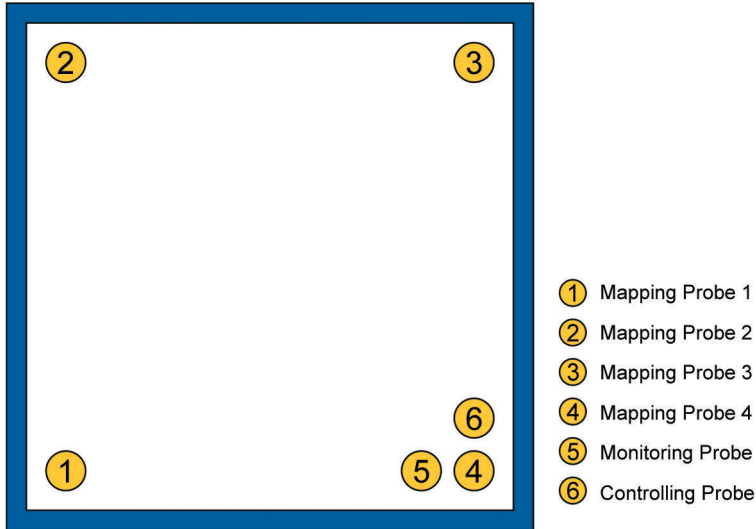 2 3
6
1 5 4
1 Mapping Probe 1
2 Mapping Probe 2
3 Mapping Probe 3
4 Mapping Probe 4
5 Monitoring Probe
6 Controlling Probe